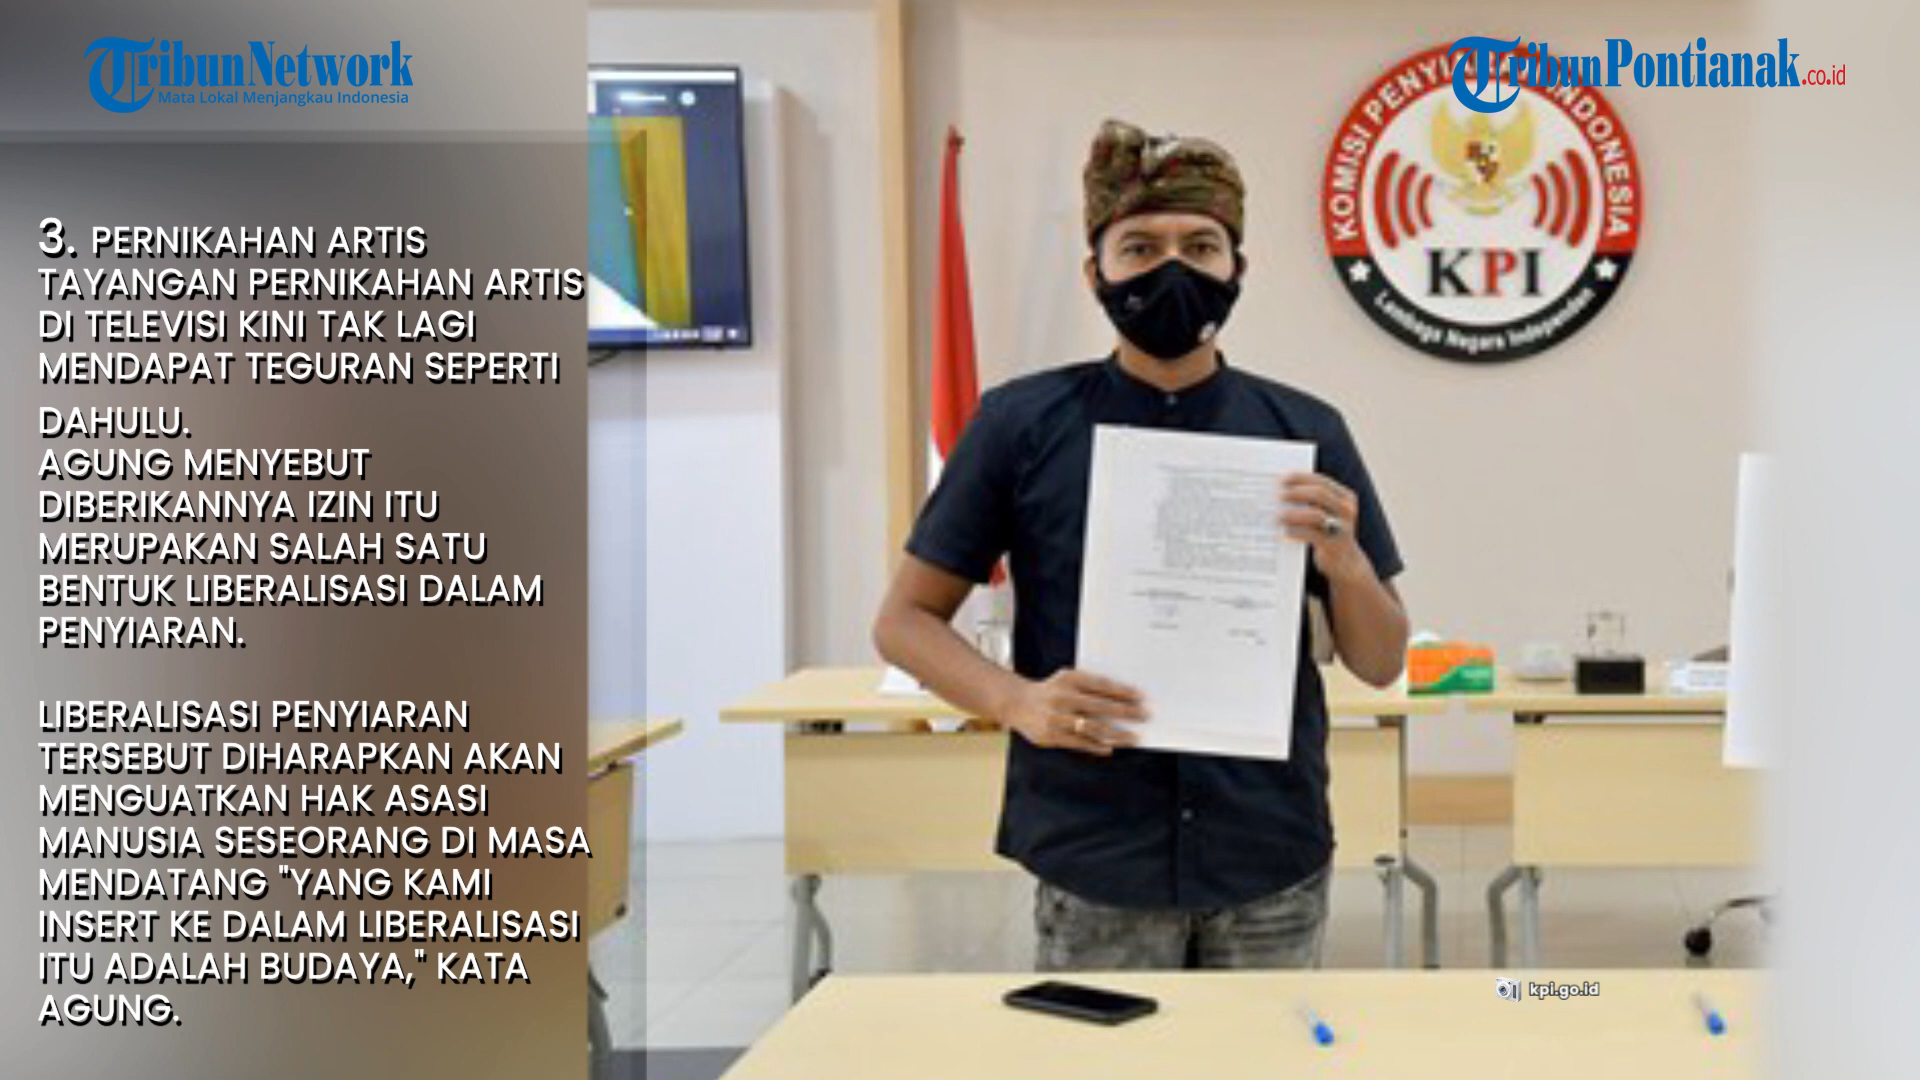 TribunNetwork
Mata Lokal Menjangkau Indonesia
TribunPontianak.co.id
3. PERNIKAHAN ARTIS
TAYANGAN PERNIKAHAN ARTIS
DI TELEVISI KINI TAK LAGI
MENDAPAT TEGURAN SEPERTI
DAHULU.
AGUNG MENYEBUT
DIBERIKANNYA IZIN ITU
MERUPAKAN SALAH SATU
BENTUK LIBERALISASI DALAM
PENYIARAN.
LIBERALISASI PENYIARAN
TERSEBUT DIHARAPKAN AKAN
MENGUATKAN HAK ASASI
MANUSIA SESEORANG DI MASA
MENDATANG "YANG KAMI
INSERT KE DALAM LIBERALISASI
ITU ADALAH BUDAYA," KATA
AGUNG.
KOMISI PENYIARAN INDONESIA
KPI
Lembaga Negara Independen
kpi.go.id